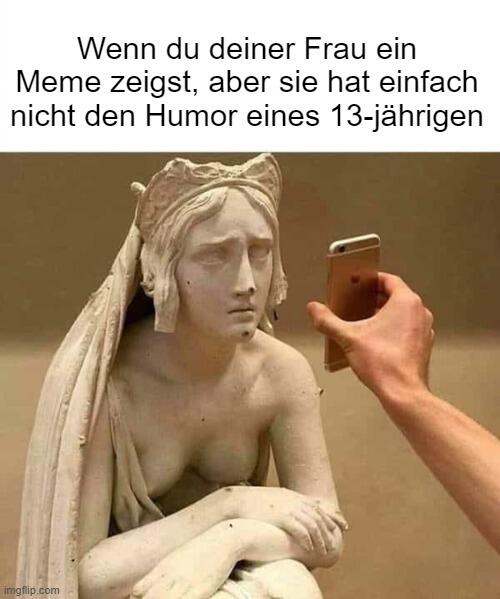 Wenn du deiner Frau ein
Meme zeigst, aber sie hat einfach
nicht den Humor eines 13-jährigen
imgflip.com